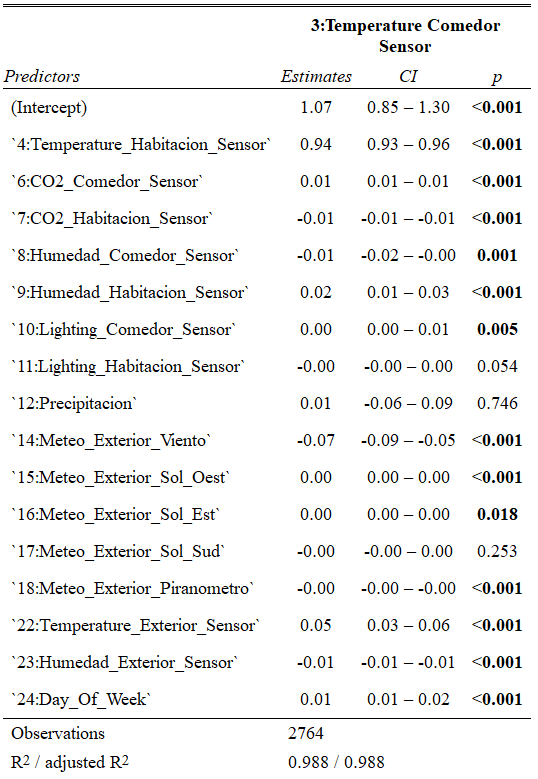 3:Temperature Comedor
Sensor
Predictors Estimates CI p
(Intercept) 1.07 0.85 – 1.30 <0.001
`4:Temperature_Habitacion_Sensor` 0.94 0.93 – 0.96 <0.001
`6:CO2_Comedor_Sensor` 0.01 0.01 – 0.01 <0.001
`7:CO2_Habitacion_Sensor` -0.01 -0.01 – -0.01 <0.001
`8:Humedad_Comedor_Sensor` -0.01 -0.02 – -0.00 0.001
`9:Humedad_Habitacion_Sensor` 0.02 0.01 – 0.03 <0.001
`10:Lighting_Comedor_Sensor` 0.00 0.00 – 0.01 0.005
`11:Lighting_Habitacion_Sensor` -0.00 -0.00 – 0.00 0.054
`12:Precipitacion` 0.01 -0.06 – 0.09 0.746
`14:Meteo_Exterior_Viento` -0.07 -0.09 – -0.05 <0.001
`15:Meteo_Exterior_Sol_Oest` 0.00 0.00 – 0.00 <0.001
`16:Meteo_Exterior_Sol_Est` 0.00 0.00 – 0.00 0.018
`17:Meteo_Exterior_Sol_Sud` -0.00 -0.00 – 0.00 0.253
`18:Meteo_Exterior_Piranometro` -0.00 -0.00 – -0.00 <0.001
`22:Temperature_Exterior_Sensor` 0.05 0.03 – 0.06 <0.001
`23:Humedad_Exterior_Sensor` -0.01 -0.01 – -0.01 <0.001
`24:Day_Of_Week` 0.01 0.01 – 0.02 <0.001
Observations 2764
R2 / adjusted R2 0.988 / 0.988